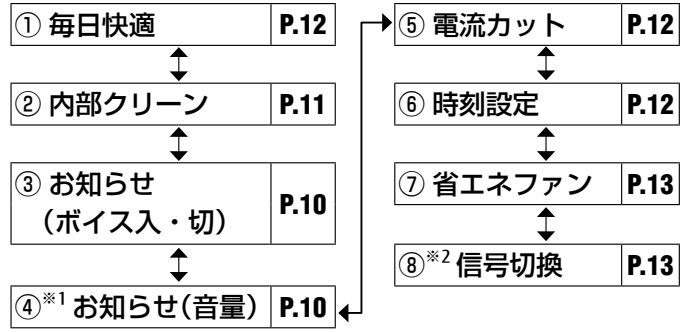 ① 毎日快適 P.12
② 内部クリーン P.11
③ お知らせ
(ボイス入・切) P.10
④※1 お知らせ(音量) P.10
⑤ 電流カット P.12
⑥ 時刻設定 P.12
⑦ 省エネファン P.13
⑧※2 信号切換 P.13